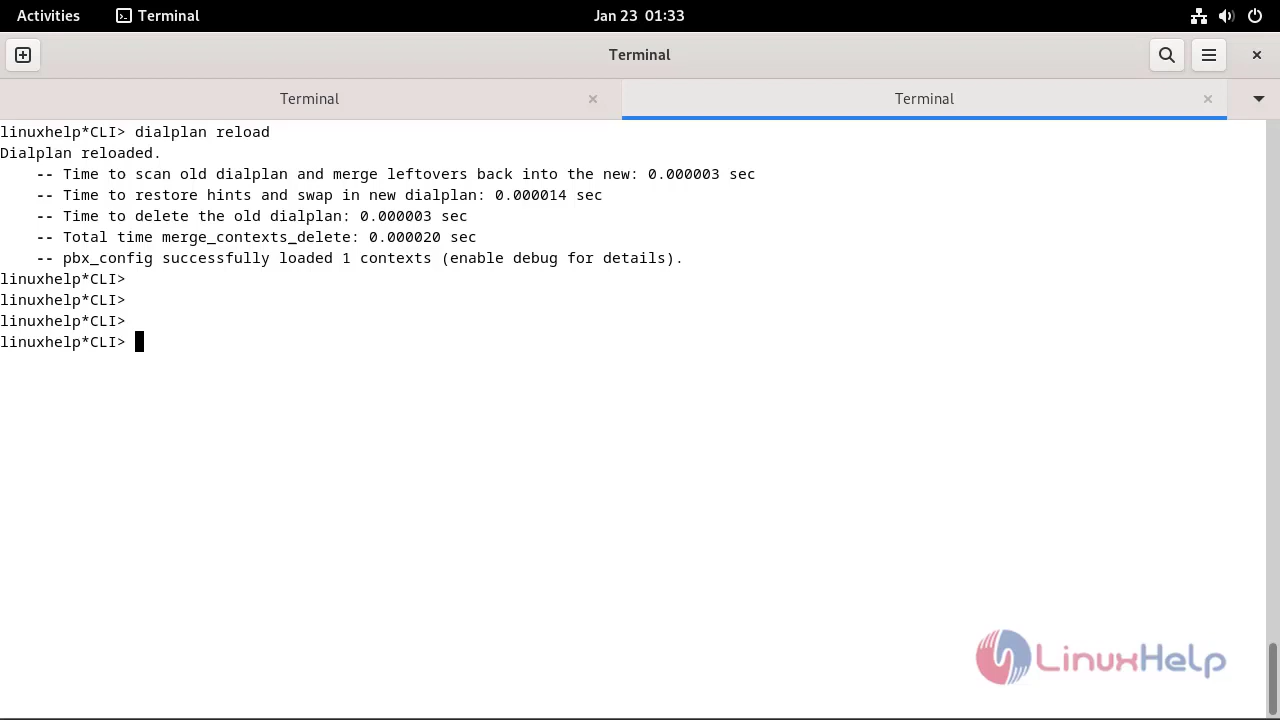 Activities Terminal Jan 23 01:33
Terminal
Terminal × Terminal ×
linuxhelp*CLI> dialplan reload
Dialplan reloaded.
    -- Time to scan old dialplan and merge leftovers back into the new: 0.000003 sec
    -- Time to restore hints and swap in new dialplan: 0.000014 sec
    -- Time to delete the old dialplan: 0.000003 sec
    -- Total time merge_contexts_delete: 0.000020 sec
    -- pbx_config successfully loaded 1 contexts (enable debug for details).
linuxhelp*CLI>
linuxhelp*CLI>
linuxhelp*CLI>
linuxhelp*CLI>
LinuxHelp